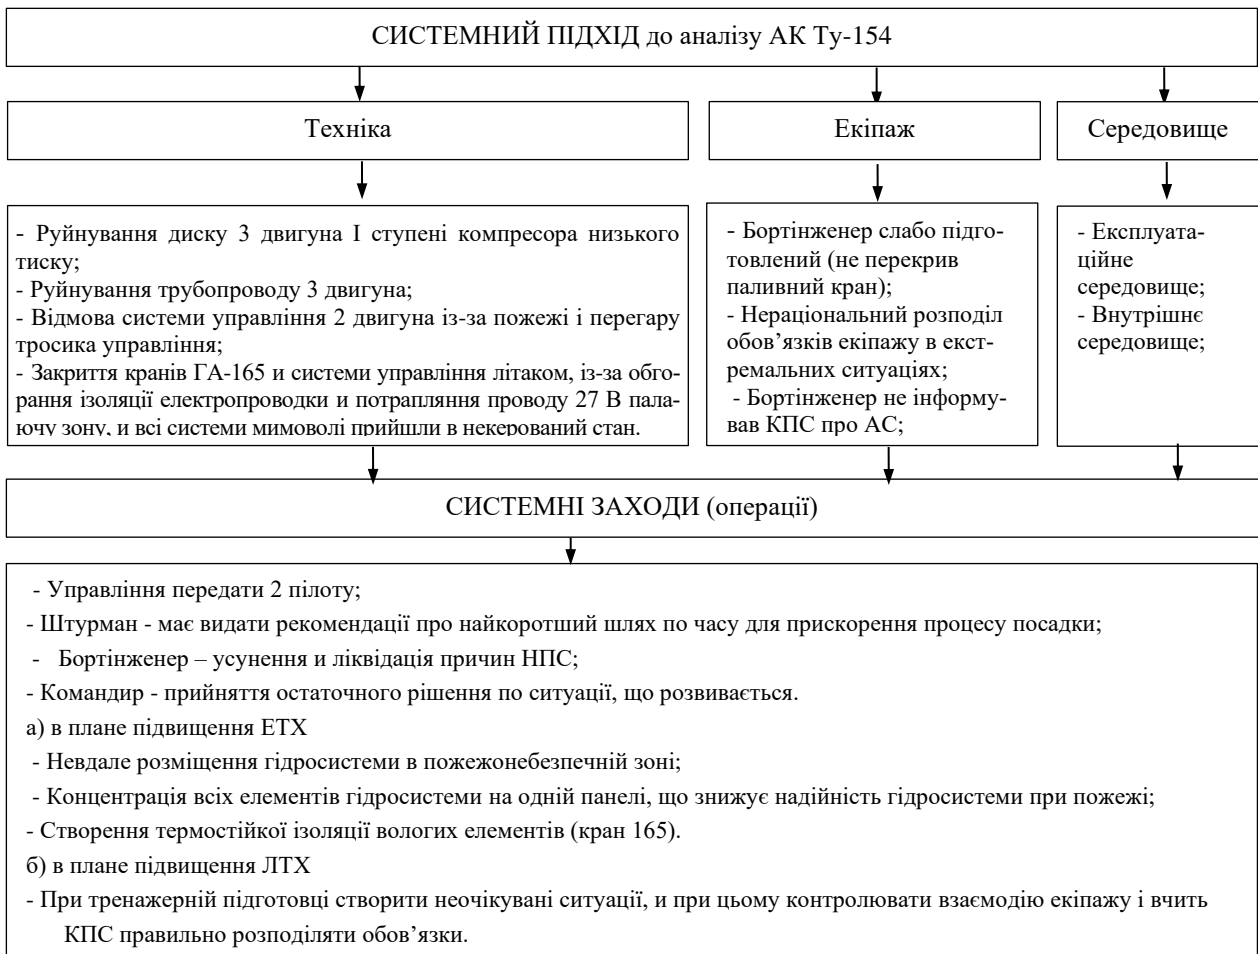 СИСТЕМНИЙ ПІДХІД до аналізу АК Ту-154
Техніка
Екіпаж
Середовище
- Руйнування диску 3 двигуна І ступені компресора низького
тиску;
- Руйнування трубопроводу 3 двигуна;
- Відмова системи управління 2 двигуна із-за пожежі і перегару
тросика управління;
- Закриття кранів ГА-165 и системи управління літаком, із-за обго-
рання ізоляції електропроводки и потрапляння проводу 27 В пала-
ючу зону, и всі системи мимоволі прийшли в некерований стан.
- Бортінженер слабо підго-
товлений (не перекрив
паливний кран);
- Нераціональний розподіл
обов’язків екіпажу в екст-
ремальних ситуаціях;
- Бортінженер не інформу-
вав КПС про АС;
- Експлуата-
ційне
середовище;
- Внутрішнє
середовище;
СИСТЕМНІ ЗАХОДИ (операції)
- Управління передати 2 пілоту;
- Штурман - має видати рекомендації про найкоротший шлях по часу для прискорення процесу посадки;
- Бортінженер – усунення и ліквідація причин НПС;
- Командир - прийняття остаточного рішення по ситуації, що розвивається.
а) в плане підвищення ЕТХ
- Невдале розміщення гідросистеми в пожежонебезпечній зоні;
- Концентрація всіх елементів гідросистеми на одній панелі, що знижує надійність гідросистеми при пожежі;
- Створення термостійкої ізоляції вологих елементів (кран 165).
б) в плане підвищення ЛТХ
- При тренажерній підготовці створити неочікувані ситуації, и при цьому контролювати взаємодію екіпажу і вчить
КПС правильно розподіляти обов’язки.